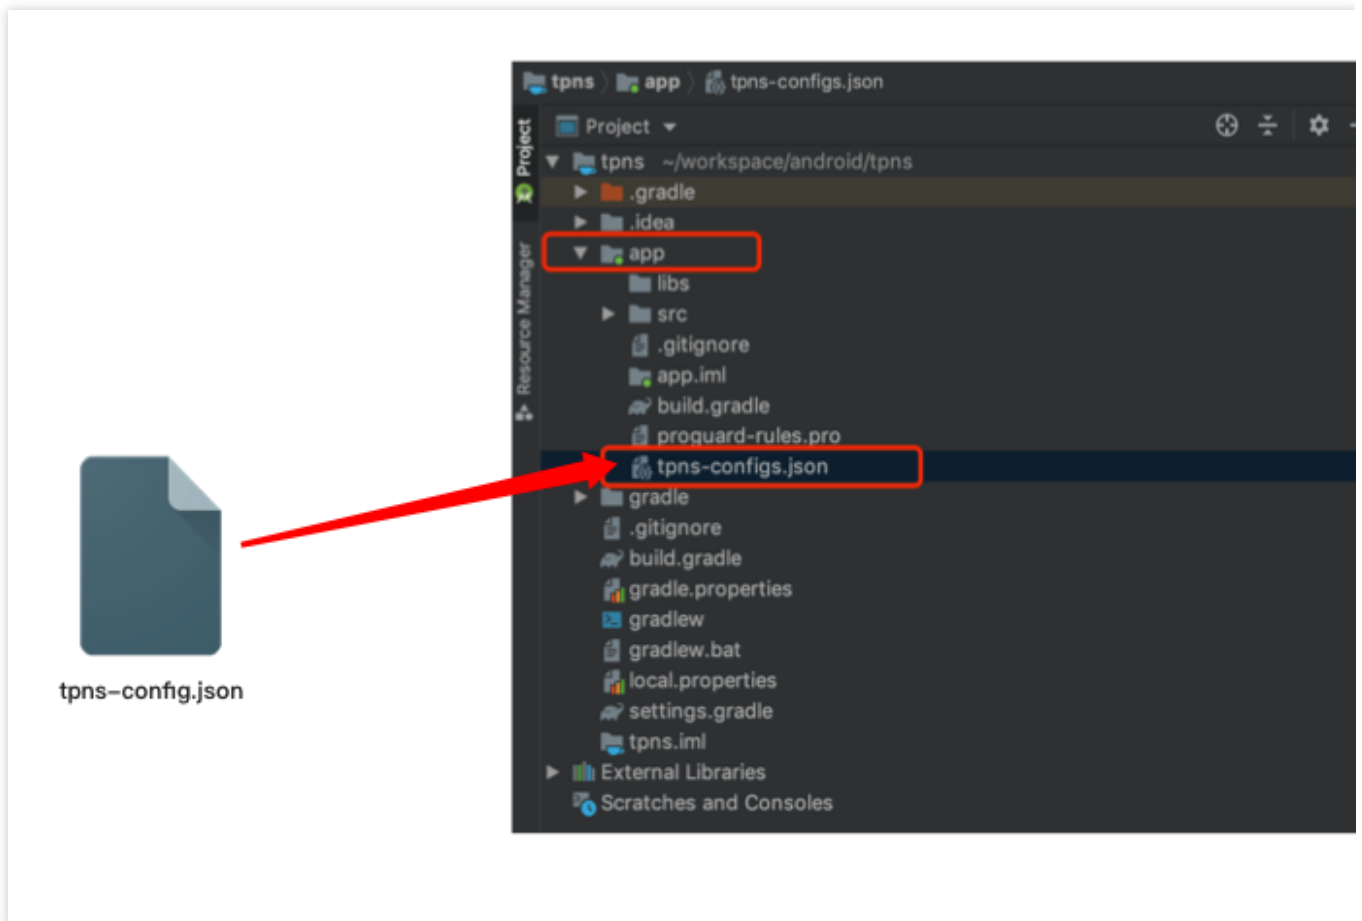 tpns app tpns-configs.json
Project
Project
Resource Manager
tpns ~/workspace/android/tpns
.gradle
.idea
app
libs
src
.gitignore
app.iml
build.gradle
proguard-rules.pro
tpns-configs.json
gradle
.gitignore
build.gradle
gradle.properties
gradlew
gradlew.bat
local.properties
settings.gradle
tpns.iml
External Libraries
Scratches and Consoles
tpns-config.json